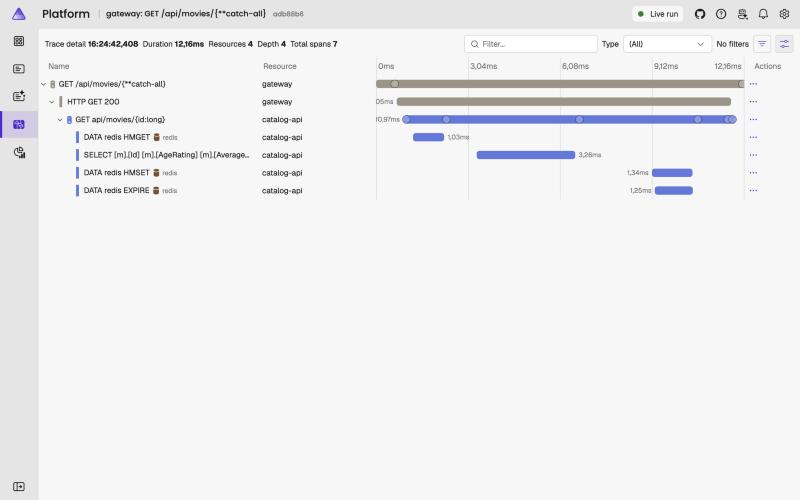 Platform gateway: GET /api/movies/{**catch-all} adb88b6 Live run
Trace detail 16:24:42,408 Duration 12,16ms Resources 4 Depth 4 Total spans 7 Filter... Type (All) No filters
Name Resource 0ms 3,04ms 6,08ms 9,12ms 12,16ms Actions
GET /api/movies/{**catch-all} gateway
HTTP GET 200 gateway 05ms
GET api/movies/{id:long} catalog-api 10,97ms
DATA redis HMGET redis catalog-api 1,03ms
SELECT [m].[Id] [m].[AgeRating] [m].[Average... catalog-api 3,26ms
DATA redis HMSET redis catalog-api 1,34ms
DATA redis EXPIRE redis catalog-api 1,25ms